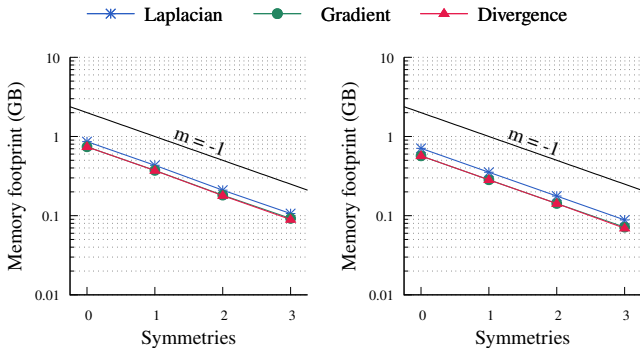 Laplacian Gradient Divergence
10 10
Memory footprint (GB) Memory footprint (GB)
m = -1 m = -1
1 1
0.1 0.1
0.01 0.01
0 1 2 3 0 1 2 3
Symmetries Symmetries